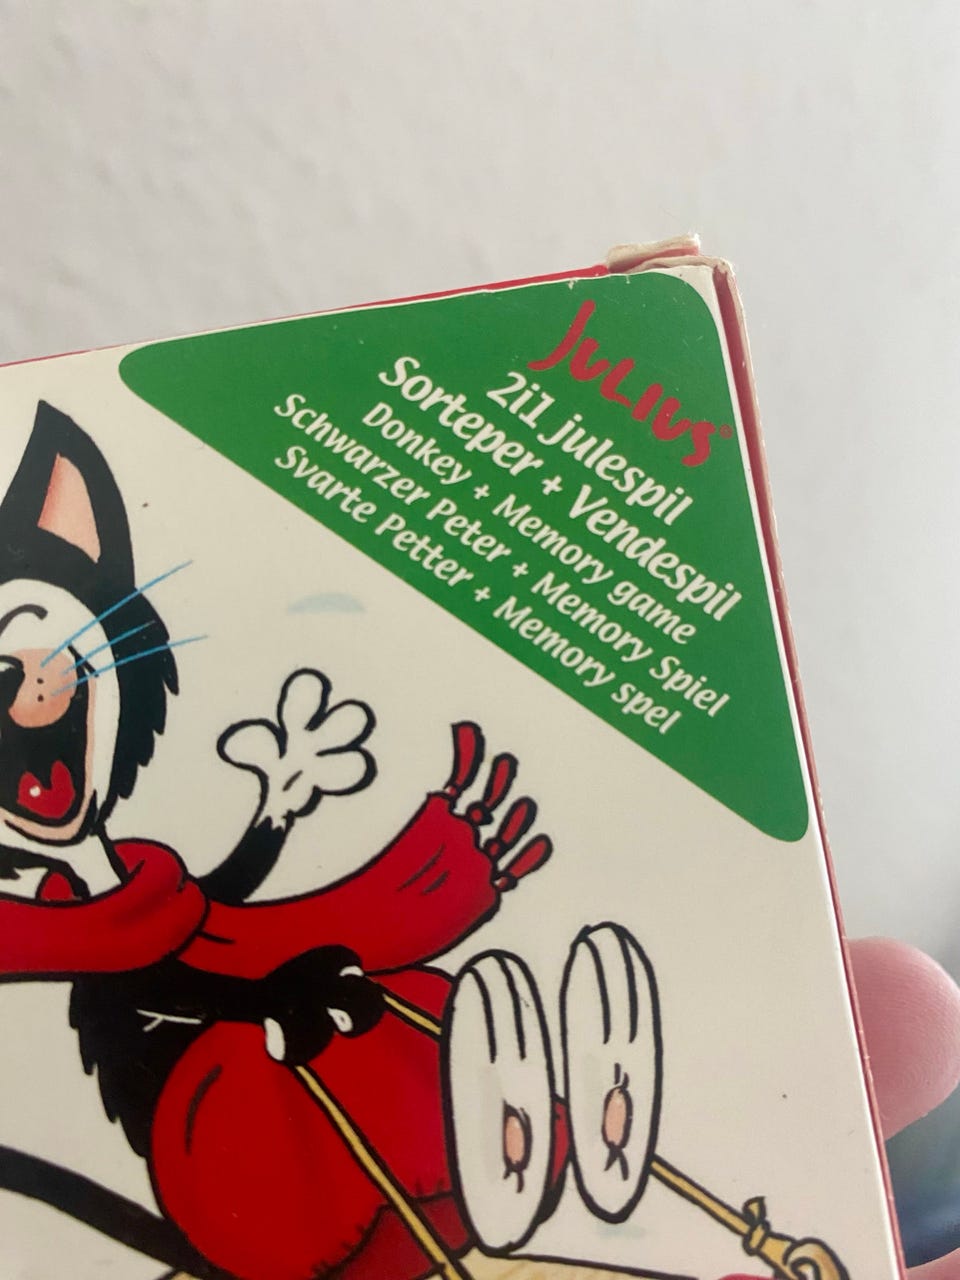 JULIUS®
2i1 julespil
Sorteper + Vendespil
Donkey + Memory game
Schwarzer Peter + Memory Spiel
Svarte Petter + Memory spel